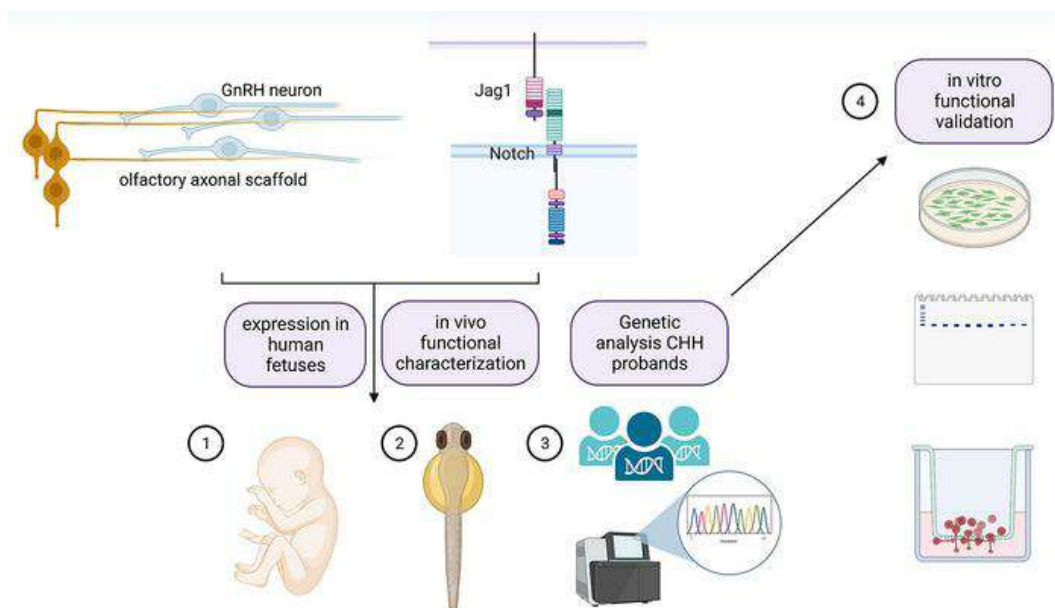 GnRH neuron
olfactory axonal scaffold
Jag1
Notch
4
in vitro
functional
validation
expression in
human
fetuses
in vivo
functional
characterization
Genetic
analysis CHH
probands
1
2
3